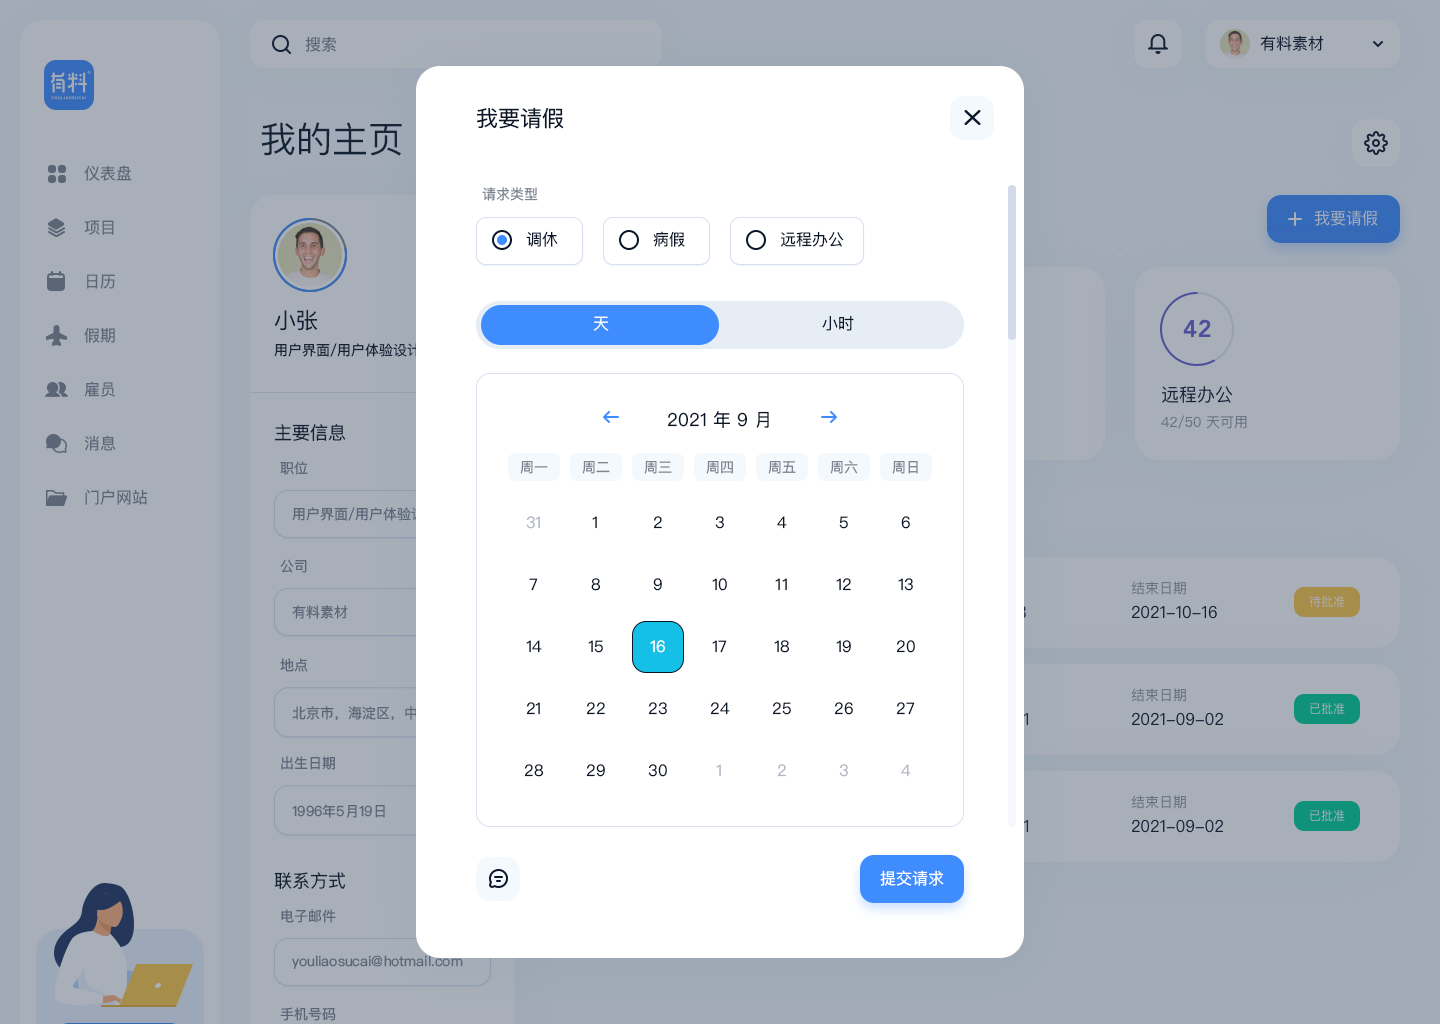 有料
YOULIAOSUCAI
搜索
有料素材
我的主页
仪表盘
项目
日历
假期
雇员
消息
门户网站
小张
用户界面/用户体验设计
主要信息
职位
用户界面/用户体验设
公司
有料素材
地点
北京市，海淀区，中
出生日期
1996年5月19日
联系方式
电子邮件
youliaosucai@hotmail.com
手机号码
我要请假
请求类型
调休
病假
远程办公
天
小时
2021 年 9 月
周一 周二 周三 周四 周五 周六 周日
31 1 2 3 4 5 6
7 8 9 10 11 12 13
14 15 16 17 18 19 20
21 22 23 24 25 26 27
28 29 30 1 2 3 4
提交请求
我要请假
42
远程办公
42/50 天可用
结束日期
2021-10-16
待批准
结束日期
2021-09-02
已批准
结束日期
2021-09-02
已批准